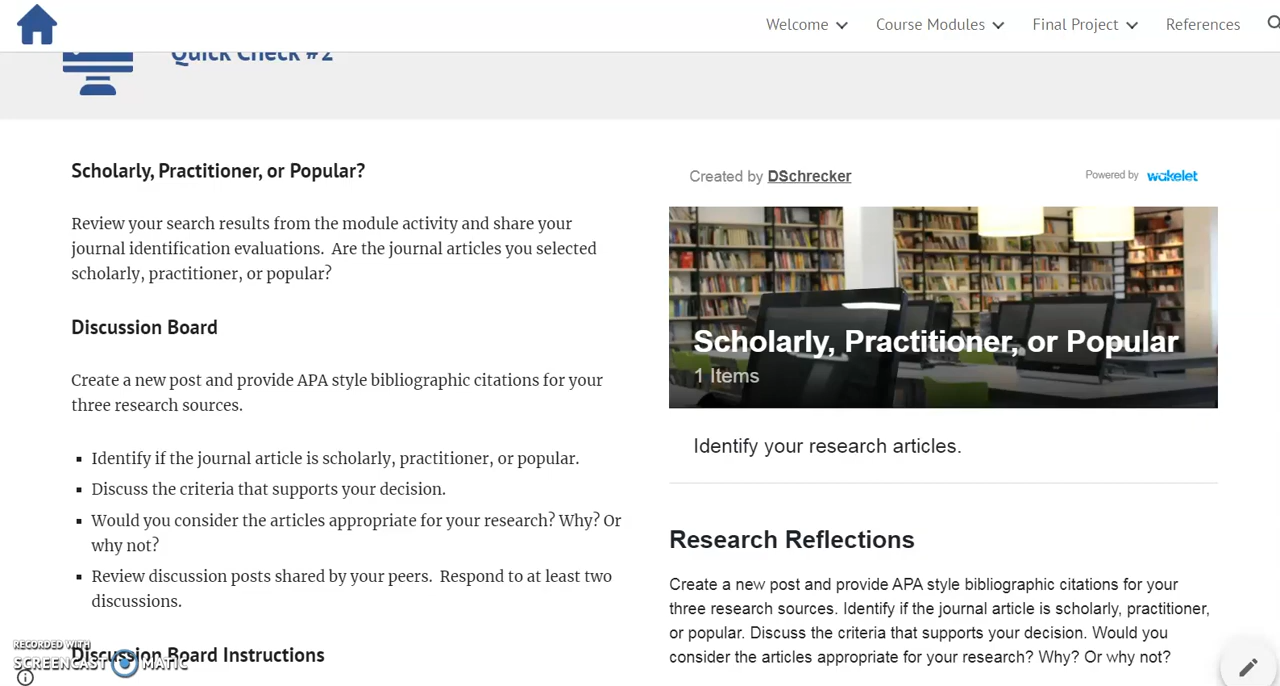 Welcome
Course Modules
Final Project
References
Quick Check #2
Scholarly, Practitioner, or Popular?
Review your search results from the module activity and share your
journal identification evaluations.  Are the journal articles you selected
scholarly, practitioner, or popular?
Discussion Board
Create a new post and provide APA style bibliographic citations for your
three research sources.
Identify if the journal article is scholarly, practitioner, or popular.
Discuss the criteria that supports your decision.
Would you consider the articles appropriate for your research? Why? Or
why not?
Review discussion posts shared by your peers.  Respond to at least two
discussions.
Discussion Board Instructions
RECORDED WITH
SCREENCAST MATIC
Created by DSchrecker
Powered by wakelet
Scholarly, Practitioner, or Popular
1 Items
Identify your research articles.
Research Reflections
Create a new post and provide APA style bibliographic citations for your
three research sources. Identify if the journal article is scholarly, practitioner,
or popular. Discuss the criteria that supports your decision. Would you
consider the articles appropriate for your research? Why? Or why not?